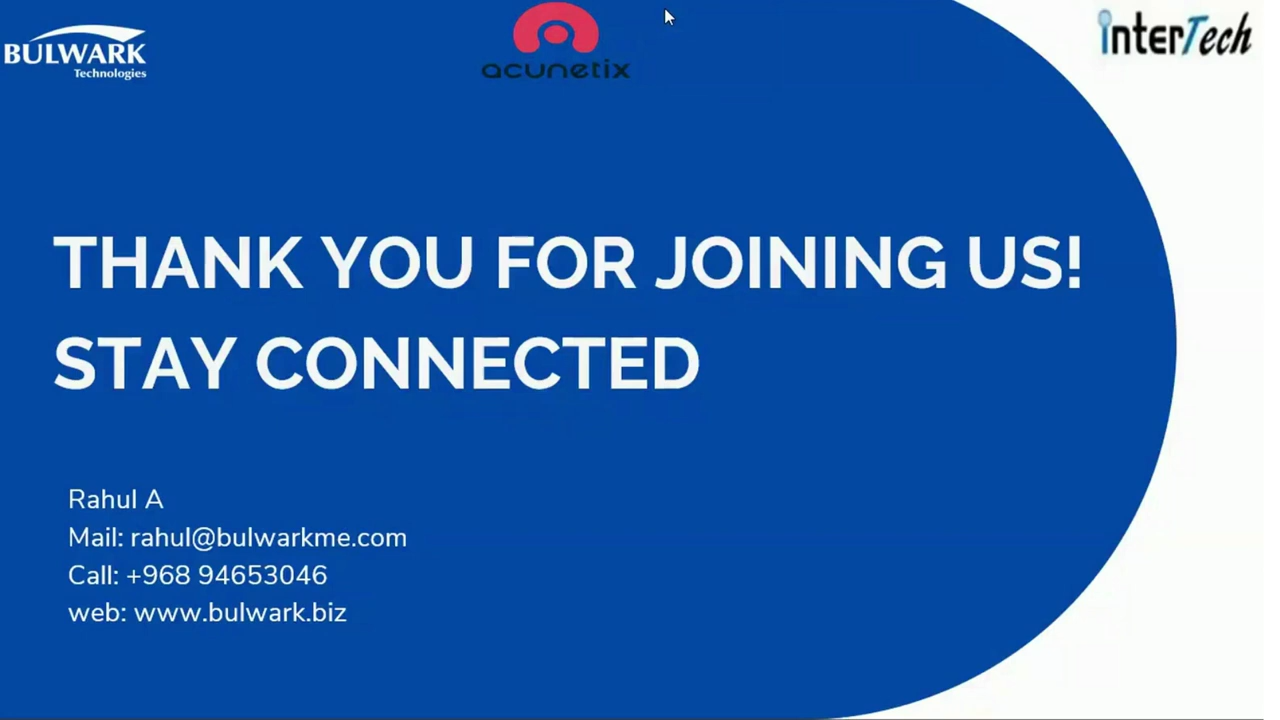 BULWARK
Technologies
acunetix
interTech
THANK YOU FOR JOINING US!
STAY CONNECTED
Rahul A
Mail: rahul@bulwarkme.com
Call: +968 94653046
web: www.bulwark.biz